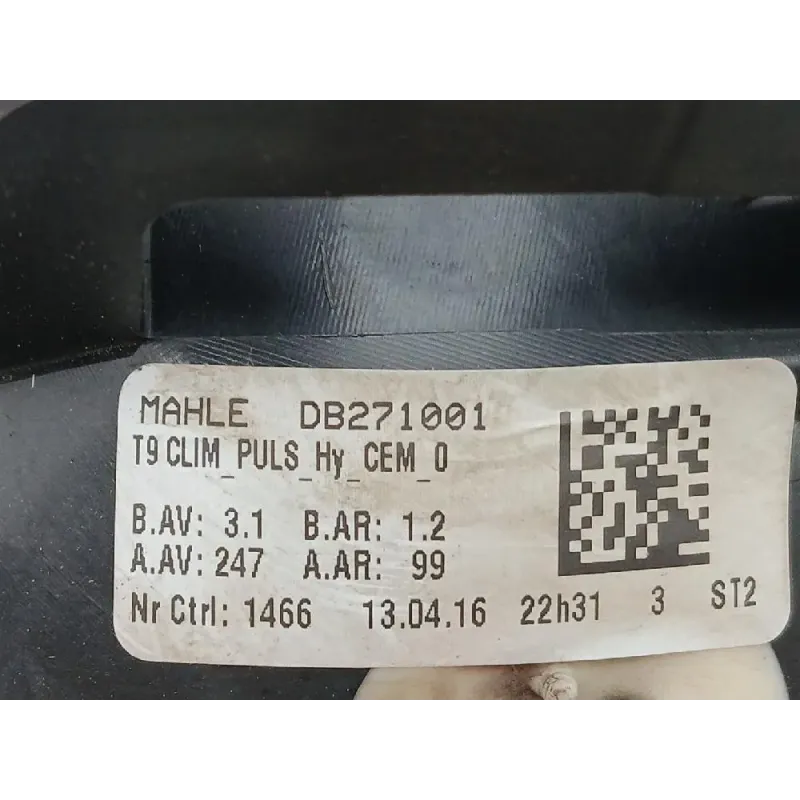 MAHLE DB271001
T9 CLIM_PULS_Hy_CEM_0
B.AV: 3.1 B.AR: 1.2
A.AV: 247 A.AR: 99
Nr Ctrl: 1466 13.04.16 22h31 3 ST2